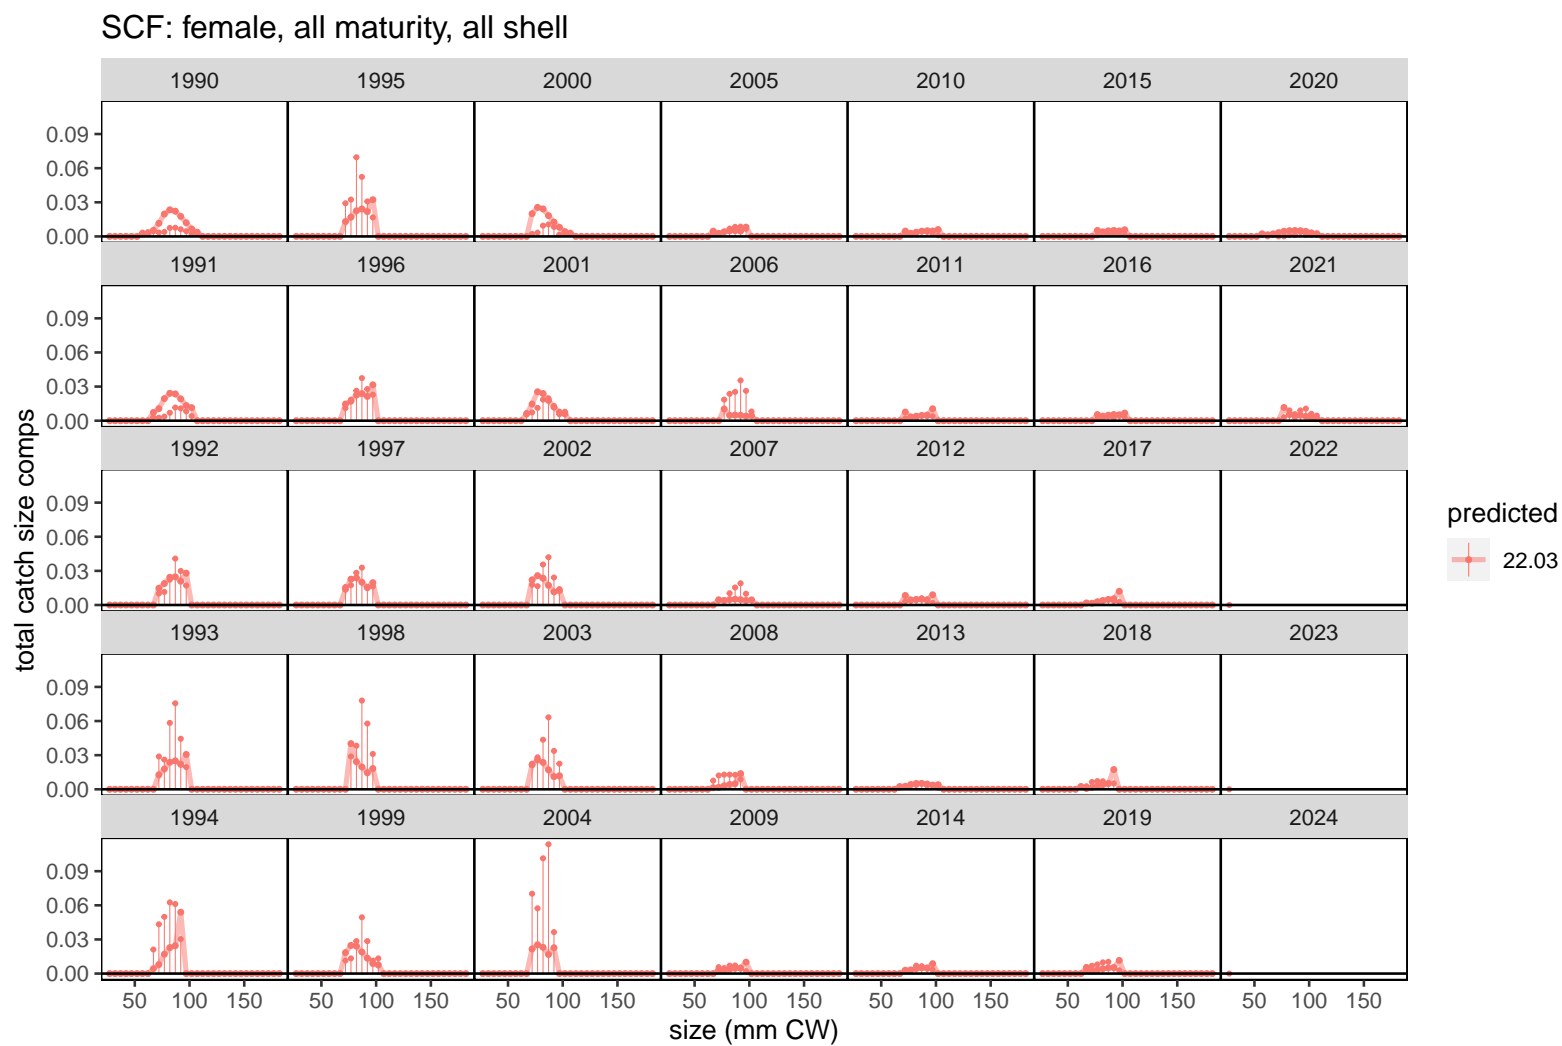 SCF: female, all maturity, all shell
1990 1995 2000 2005 2010 2015 2020
0.09
0.06
0.03
0.00
1991 1996 2001 2006 2011 2016 2021
0.09
0.06
0.03
0.00
1992 1997 2002 2007 2012 2017 2022
0.09
0.06
0.03
0.00
1993 1998 2003 2008 2013 2018 2023
0.09
0.06
0.03
0.00
1994 1999 2004 2009 2014 2019 2024
0.09
0.06
0.03
0.00
50 100 150 50 100 150 50 100 150 50 100 150 50 100 150 50 100 150 50 100 150
size (mm CW)
total catch size comps
predicted
22.03